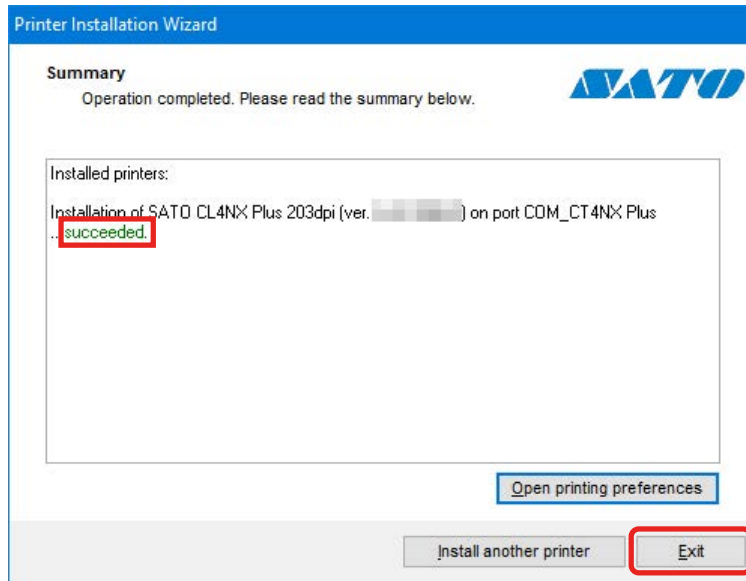 Printer Installation Wizard
Summary
SATO
Operation completed. Please read the summary below.
Installed printers:
Installation of SATO CL4NX Plus 203dpi (ver. ) on port COM_CT4NX Plus
...succeeded.
Open printing preferences
Install another printer
Exit